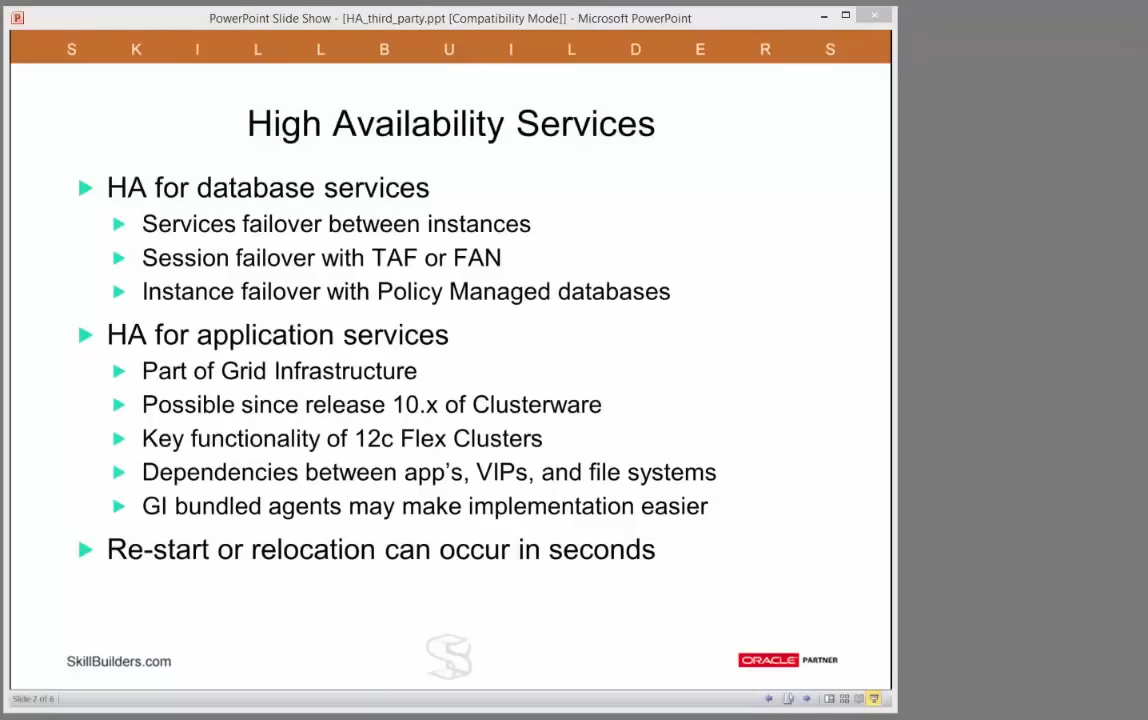 PowerPoint Slide Show - [HA_third_party.ppt [Compatibility Mode]] - Microsoft PowerPoint
S K I L L B U I L D E R S
High Availability Services
HA for database services
Services failover between instances
Session failover with TAF or FAN
Instance failover with Policy Managed databases
HA for application services
Part of Grid Infrastructure
Possible since release 10.x of Clusterware
Key functionality of 12c Flex Clusters
Dependencies between app's, VIPs, and file systems
GI bundled agents may make implementation easier
Re-start or relocation can occur in seconds
SkillBuilders.com
S
ORACLE PARTNER
Slide 2 of 6